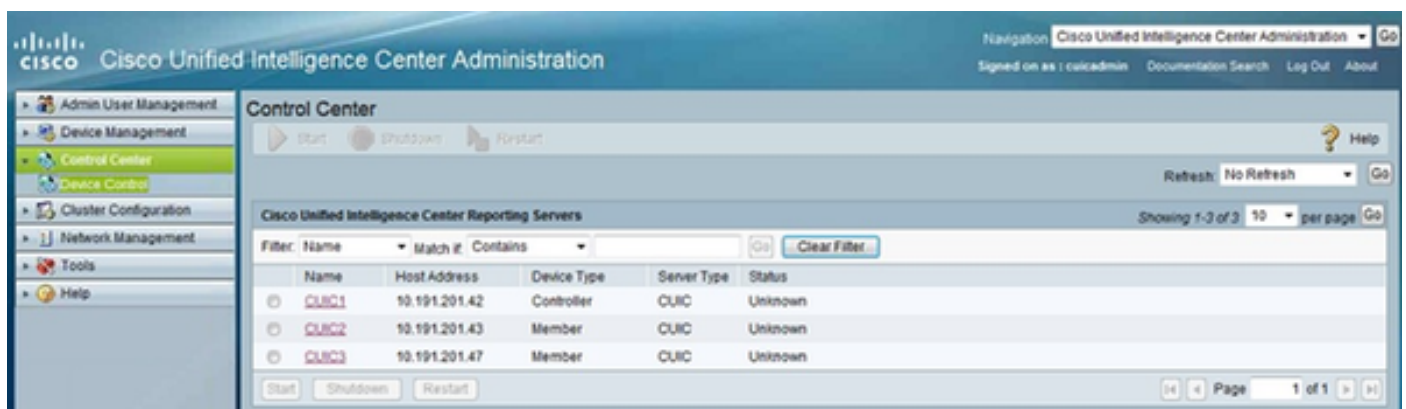 Navigation Cisco Unified Intelligence Center Administration Go
CISCO Cisco Unified Intelligence Center Administration
Signed on as : cuicadmin Documentation Search Log Out About
Admin User Management
Device Management
Control Center
Device Control
Cluster Configuration
Network Management
Tools
Help
Control Center
Start Shutdown Restart
Help
Refresh: No Refresh Go
Cisco Unified Intelligence Center Reporting Servers Showing 1-3 of 3 10 per page Go
Filter: Name Match if: Contains Go Clear Filter
Name Host Address Device Type Server Type Status
CUIC1 10.191.201.42 Controller CUIC Unknown
CUIC2 10.191.201.43 Member CUIC Unknown
CUIC3 10.191.201.47 Member CUIC Unknown
Start Shutdown Restart Page 1 of 1